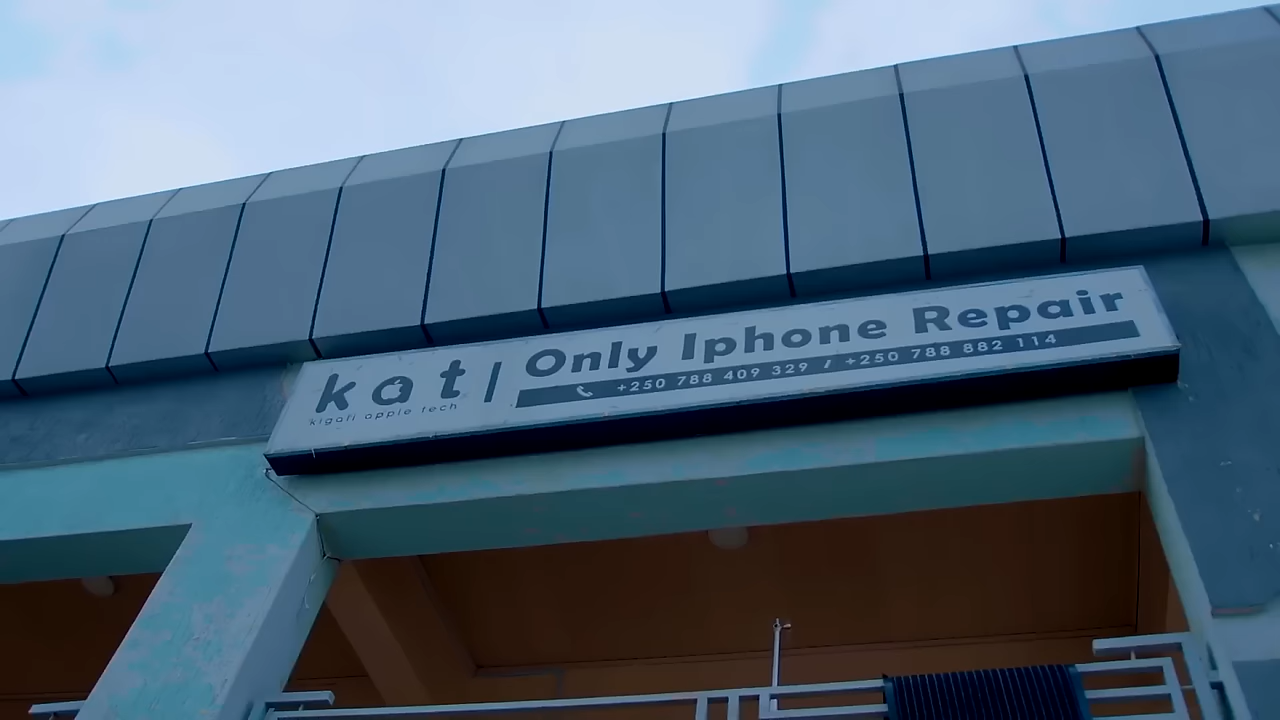 kat | Only Iphone Repair
kigali apple tech
+250 788 409 329 / +250 788 882 114